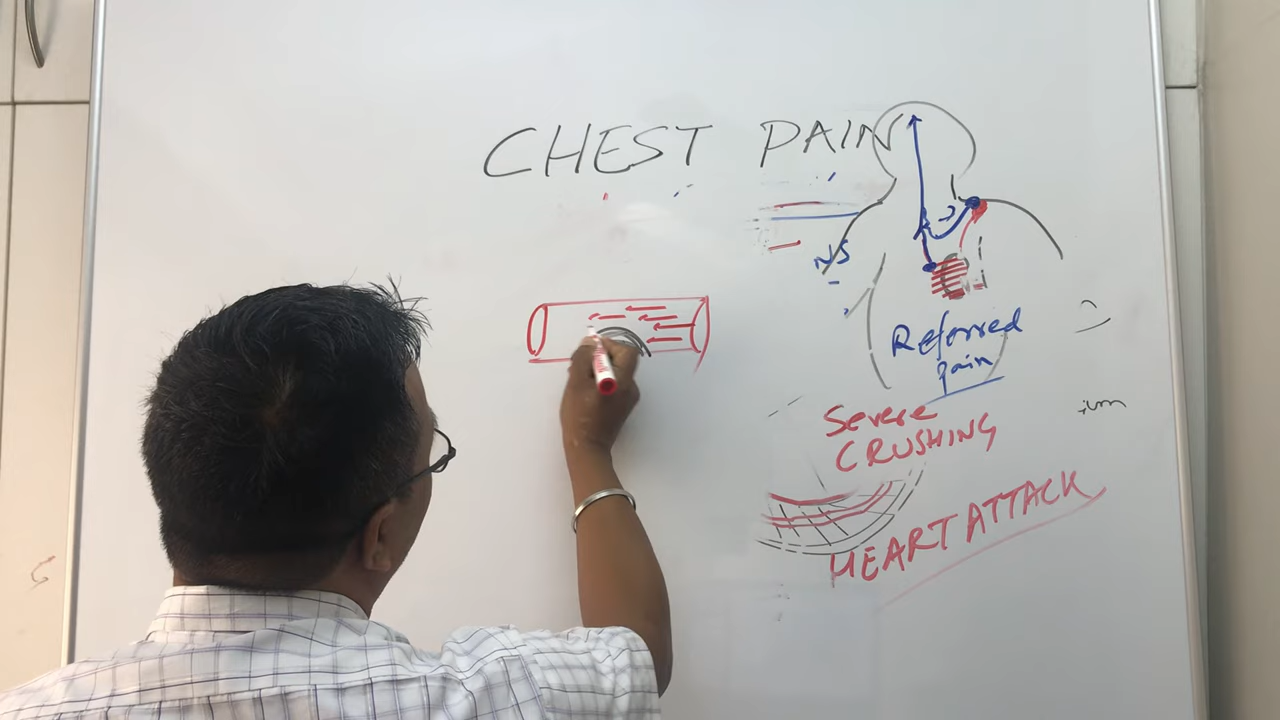 CHEST PAIN
NS
Referred
pain
Severe
CRUSHING
HEART ATTACK